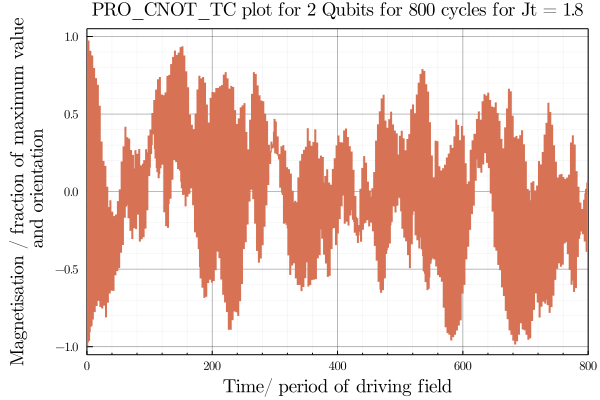 PRO_CNOT_TC plot for 2 Qubits for 800 cycles for Jt = 1.8
Magnetisation / fraction of maximum value
and orientation
1.0
0.5
0.0
−0.5
−1.0
0 200 400 600 800
Time/ period of driving field